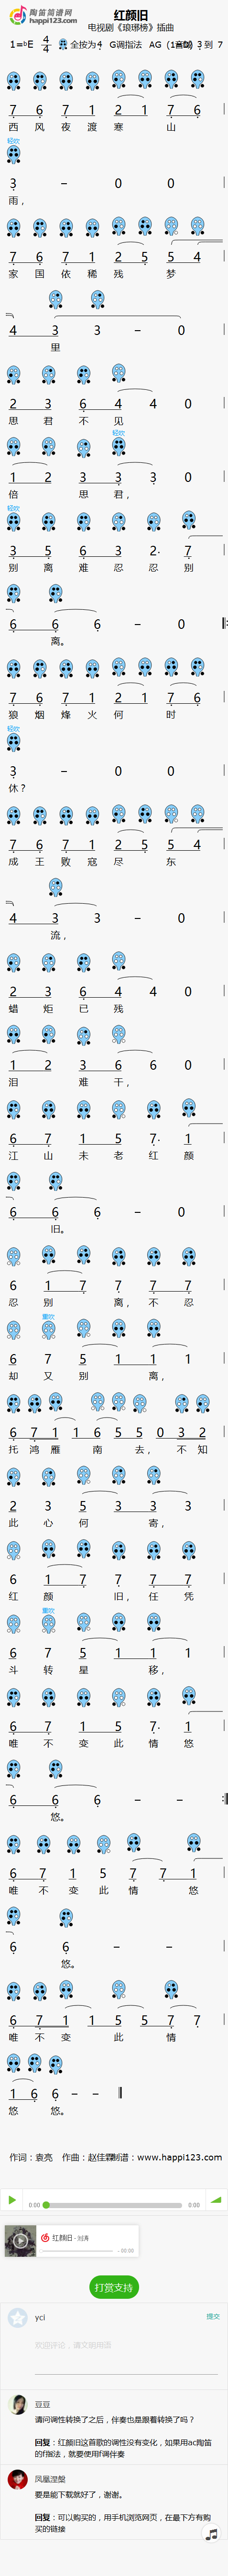 陶笛简谱网
happi123.com
红颜旧
电视剧《琅琊榜》插曲
1=bE 4/4 全按为4 G调指法 AG (1直8) 3到 7
7 6 7 1 2 1 7 6
西 风 夜 渡 寒 山
轻吹
3 – 0 0
雨，
7 6 7 1 2 5 5 4
家 国 依 稀 残 梦
4 3 3 – 0
里
2 3 6 4 4 0
思 君 不 见
轻吹
1 2 3 3 3 0
倍 思 君，
轻吹
3 5 6 3 2· 7
别 离 难 忍 忍 别
6 6 6 – 0
离。
7 6 7 1 2 1 7 6
狼 烟 烽 火 何 时
轻吹
3 – 0 0
休？
7 6 7 1 2 5 5 4
成 王 败 寇 尽 东
4 3 3 – 0
流，
2 3 6 4 4 0
蜡 炬 已 残
1 2 3 6 6 0
泪 难 干，
6 7 1 5 7· 1
江 山 未 老 红 颜
6 6 6 – 0
旧。
6 1 7 7 7 7
忍 别 离， 不 忍
重吹
6 7 5 1 1 1
却 又 别 离，
6 7 1 1 6 5 5 0 3 2
托 鸿 雁 南 去， 不 知
2 3 5 3 3 3
此 心 何 寄，
6 1 7 7 7 7
红 颜 旧， 任 凭
重吹
6 7 5 1 1 1
斗 转 星 移，
6 7 1 5 7· 1
唯 不 变 此 情 悠
6 6 6 – –
悠。
6 7 1 5 7 7 1
唯 不 变 此 情 悠
6 6 – –
悠。
6 7 1 1 5 5 7 7
唯 不 变 此 情
1 6 6 – –
悠 悠。
作词：袁亮 作曲：赵佳霖制谱：www.happi123.com
0:00 0:00
红颜旧 - 刘涛
- 00:00
打赏支持
yci 提交
欢迎评论，请文明用语
豆豆
请问调性转换了之后，伴奏也是跟着转换了吗？
回复：红颜旧这首歌的调性没有变化，如果用ac陶笛
的f指法，就要使用f调伴奏
凤凰涅槃
要是能下载就好了，谢谢。
回复：可以购买的，用手机浏览网页，在最下方有购
买的链接